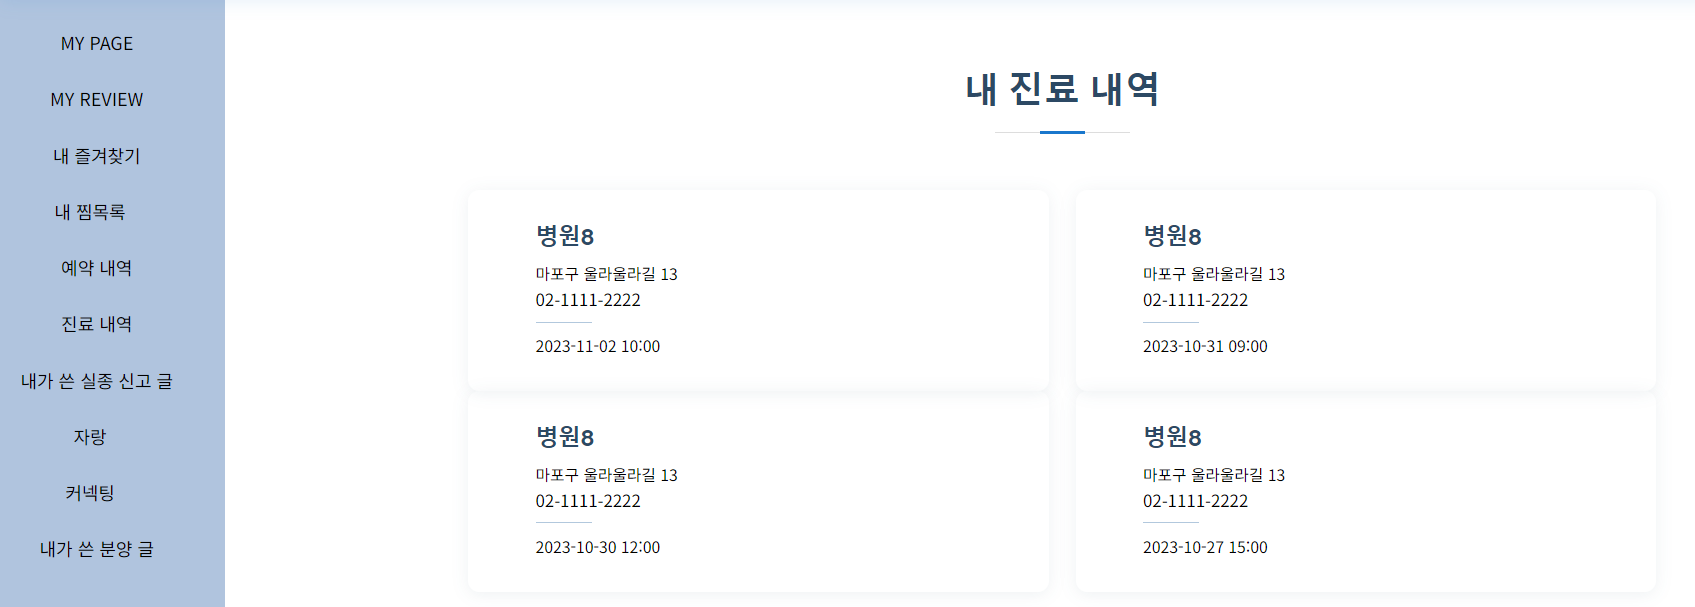 MY PAGE
MY REVIEW
내 즐겨찾기
내 찜목록
예약 내역
진료 내역
내가 쓴 실종 신고 글
자랑
커넥팅
내가 쓴 분양 글
내 진료 내역
병원8
마포구 울라울라길 13
02-1111-2222
2023-11-02 10:00
병원8
마포구 울라울라길 13
02-1111-2222
2023-10-31 09:00
병원8
마포구 울라울라길 13
02-1111-2222
2023-10-30 12:00
병원8
마포구 울라울라길 13
02-1111-2222
2023-10-27 15:00